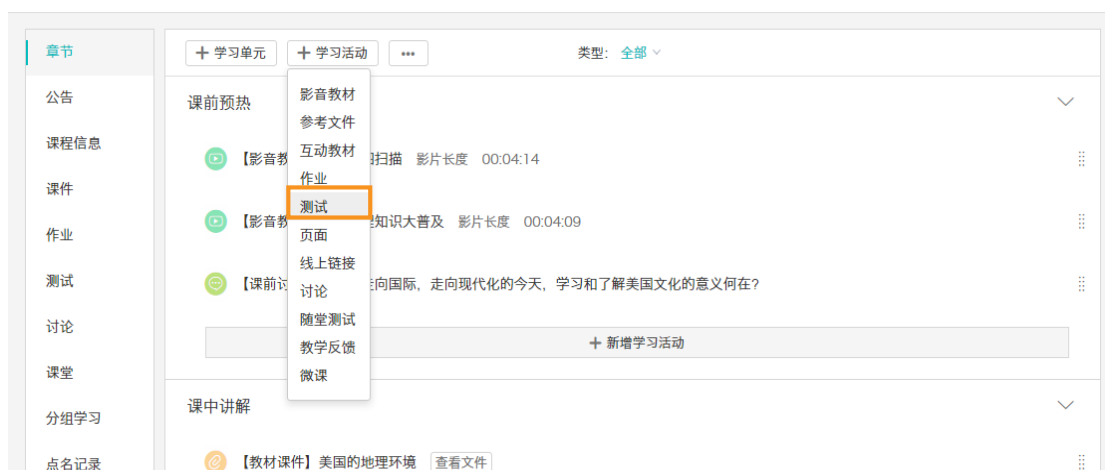 章节
公告
课程信息
课件
作业
测试
讨论
课堂
分组学习
点名记录
+ 学习单元 + 学习活动 ••• 类型: 全部
影音教材
参考文件
互动教材
作业
测试
页面
线上链接
讨论
随堂测试
教学反馈
微课
课前预热
【影音教 扫描 影片长度 00:04:14
【影音教 知识大普及 影片长度 00:04:09
【课前讨 向国际，走向现代化的今天，学习和了解美国文化的意义何在?
+ 新增学习活动
课中讲解
【教材课件】美国的地理环境 查看文件